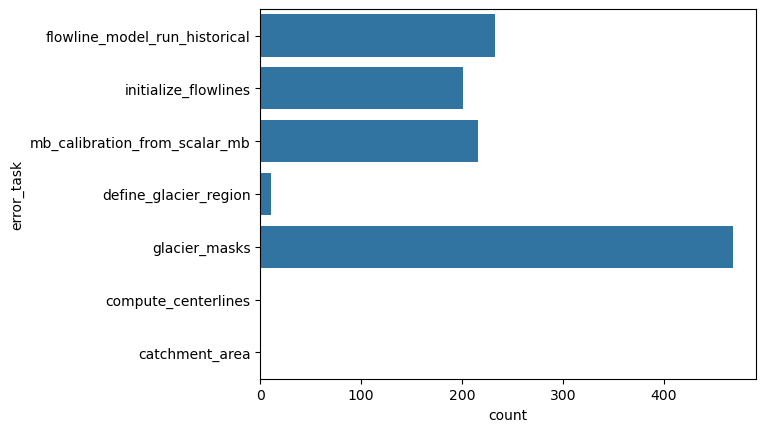 flowline_model_run_historical
initialize_flowlines
mb_calibration_from_scalar_mb
define_glacier_region
glacier_masks
compute_centerlines
catchment_area
error_task
0 100 200 300 400
count